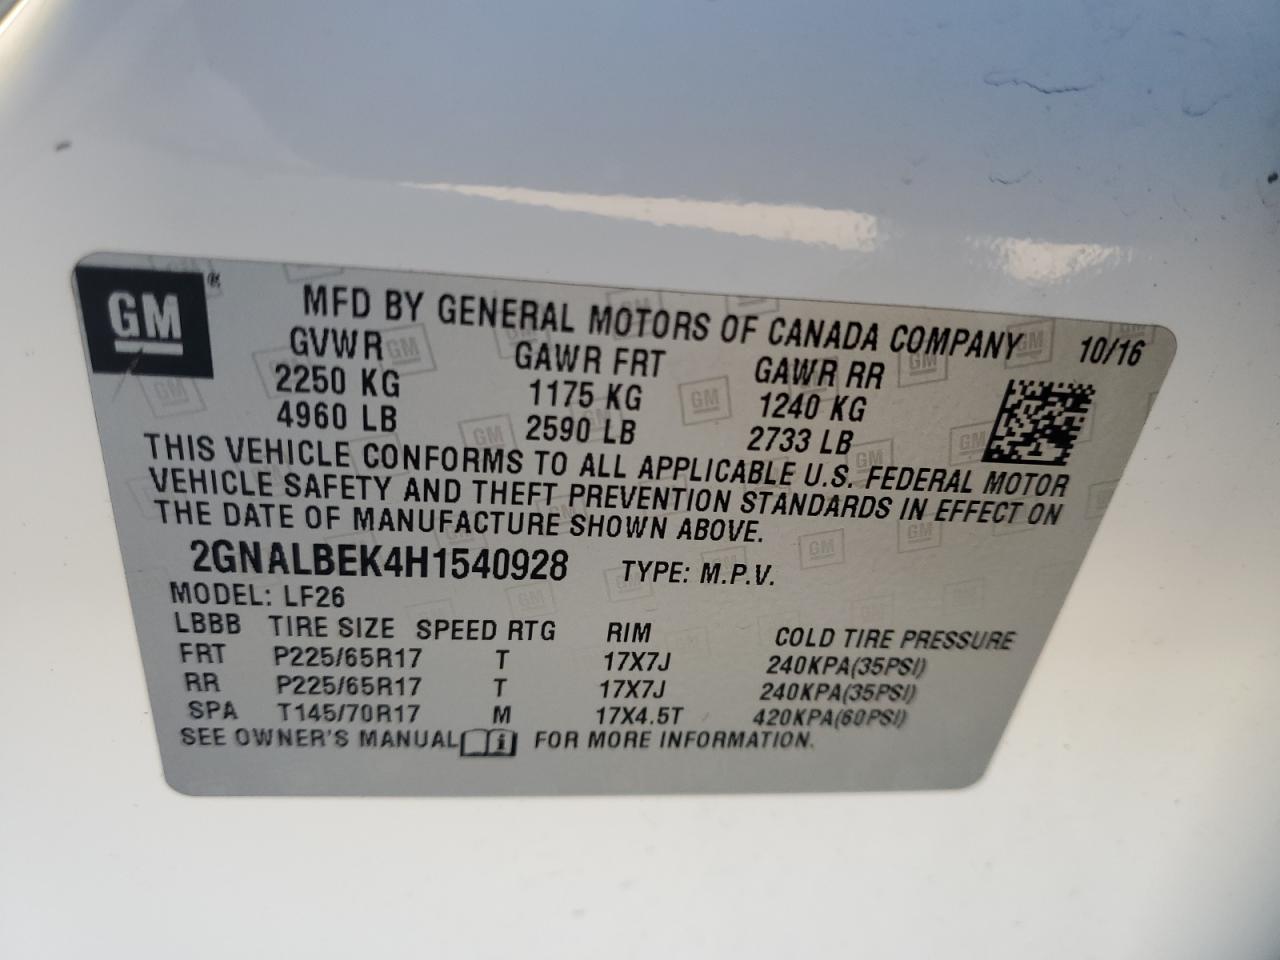 GM ®
MFD BY GENERAL MOTORS OF CANADA COMPANY 10/16
GVWR GAWR FRT GAWR RR
2250 KG 1175 KG 1240 KG
4960 LB 2590 LB 2733 LB
THIS VEHICLE CONFORMS TO ALL APPLICABLE U.S. FEDERAL MOTOR
VEHICLE SAFETY AND THEFT PREVENTION STANDARDS IN EFFECT ON
THE DATE OF MANUFACTURE SHOWN ABOVE.
2GNALBEK4H1540928 TYPE: M.P.V.
MODEL: LF26
LBBB TIRE SIZE SPEED RTG RIM COLD TIRE PRESSURE
FRT P225/65R17 T 17X7J 240KPA(35PSI)
RR P225/65R17 T 17X7J 240KPA(35PSI)
SPA T145/70R17 M 17X4.5T 420KPA(60PSI)
SEE OWNER'S MANUAL i FOR MORE INFORMATION.